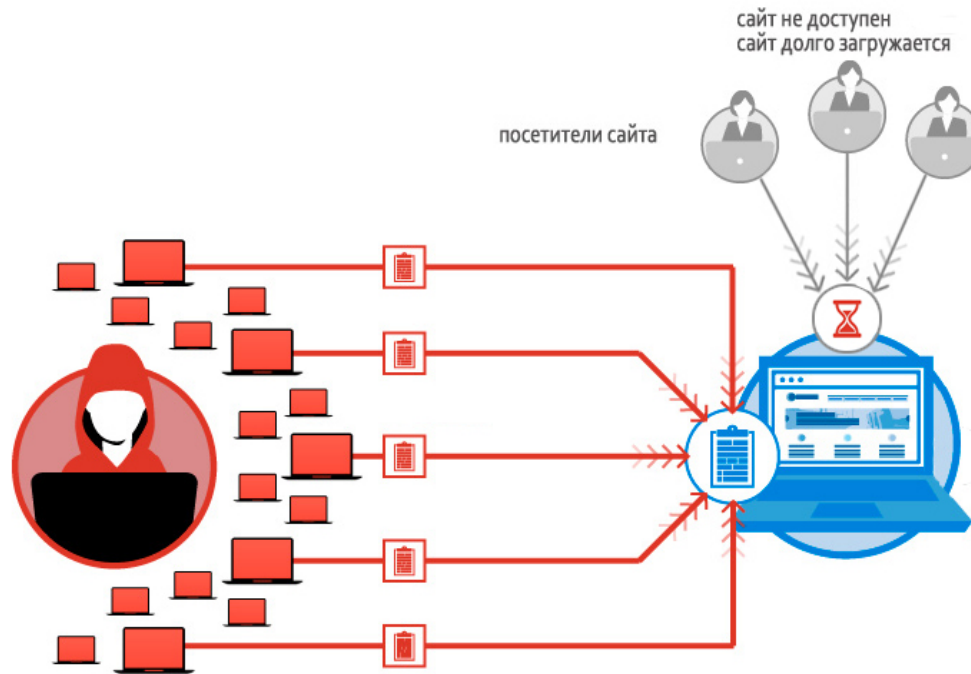 сайт не доступен
сайт долго загружается
посетители сайта